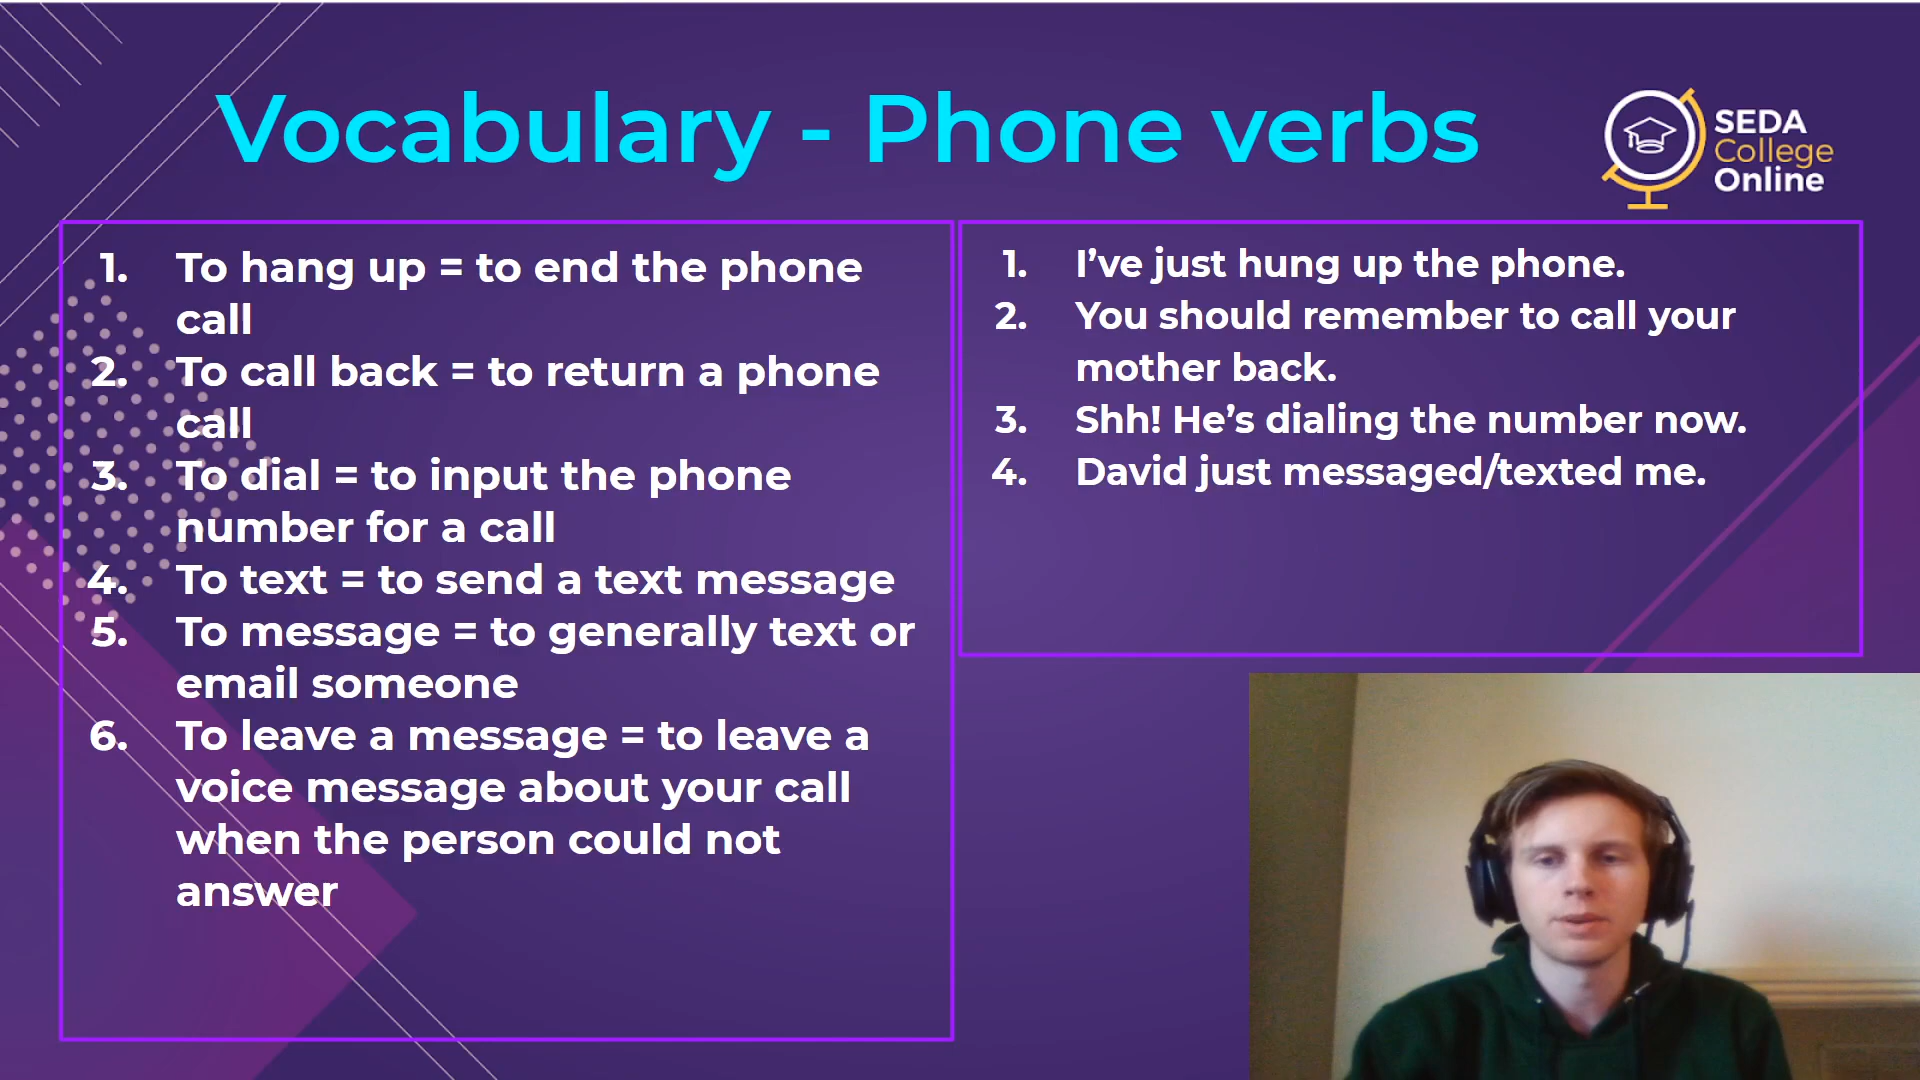 Vocabulary - Phone verbs
SEDA
College
Online
1. To hang up = to end the phone
call
2. To call back = to return a phone
call
3. To dial = to input the phone
number for a call
4. To text = to send a text message
5. To message = to generally text or
email someone
6. To leave a message = to leave a
voice message about your call
when the person could not
answer
1. I’ve just hung up the phone.
2. You should remember to call your
mother back.
3. Shh! He’s dialing the number now.
4. David just messaged/texted me.